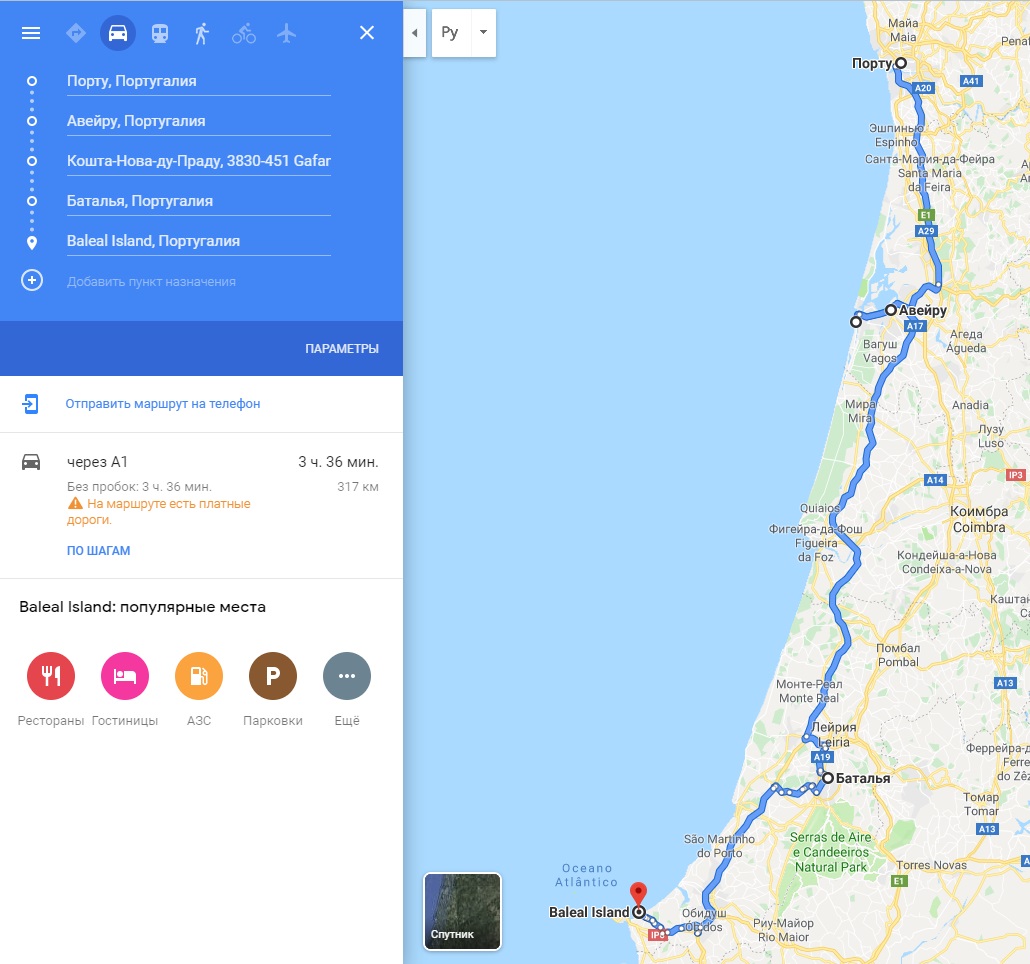 Порту, Португалия
Авейру, Португалия
Кошта-Нова-ду-Праду, 3830-451 Gafar
Баталья, Португалия
Baleal Island, Португалия
Добавить пункт назначения
ПАРАМЕТРЫ
Отправить маршрут на телефон
через A1
3 ч. 36 мин.
Без пробок: 3 ч. 36 мин.
317 км
На маршруте есть платные
дороги.
ПО ШАГАМ
Baleal Island: популярные места
P
Рестораны
Гостиницы
АЗС
Парковки
Ещё
Ру
Майа
Maia
Порту
A20
A41
Penaf
Эшпинью
Espinho
Санта-Мария-да-Фейра
Santa Maria
da Feira
E1
A29
Авейру
A17
Вагуш
Vagos
Агеда
Águeda
Мира
Mira
Anadia
Лузу
Luso
IP3
A14
Quiaios
Фигейра-да-Фош
Figueira
da Foz
Коимбра
Coimbra
Кондейша-а-Нова
Condeixa-a-Nova
Каштан
Помбал
Pombal
Монте-Реал
Monte Real
A13
Лейрия
Leiria
A19
Баталья
Феррейра-д
Ferre
do Zêz
Томар
Tomar
A13
São Martinho
do Porto
Serras de Aire
e Candeeiros
Natural Park
Torres Novas
E1
Oceano
Atlântico
Baleal Island
IP6
Обидуш
Óbidos
Риу-Майор
Rio Maior
Спутник